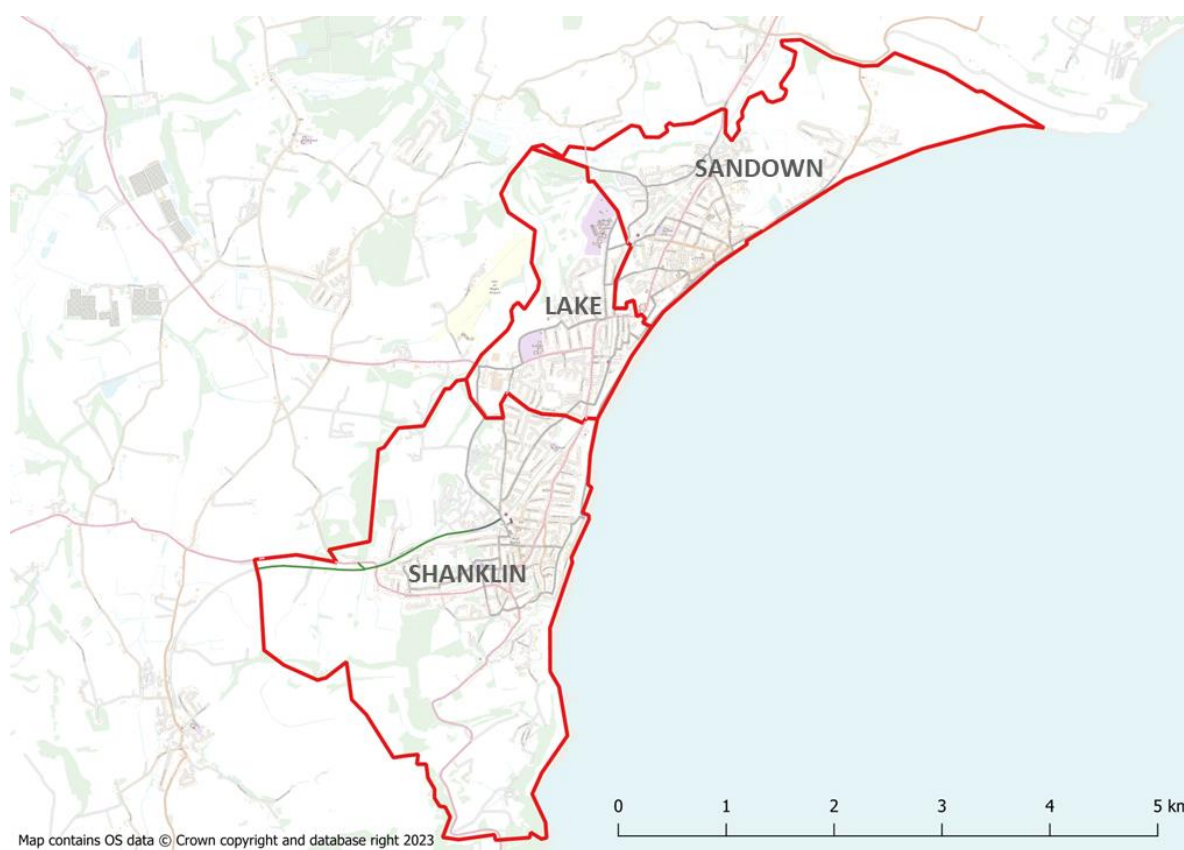 SANDOWN
LAKE
SHANKLIN
0 1 2 3 4 5 km
Map contains OS data © Crown copyright and database right 2023